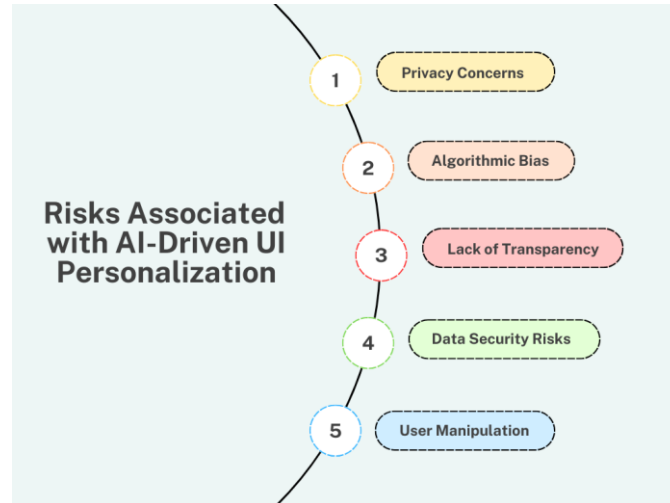 Risks Associated
with AI-Driven UI
Personalization
1
Privacy Concerns
2
Algorithmic Bias
3
Lack of Transparency
4
Data Security Risks
5
User Manipulation